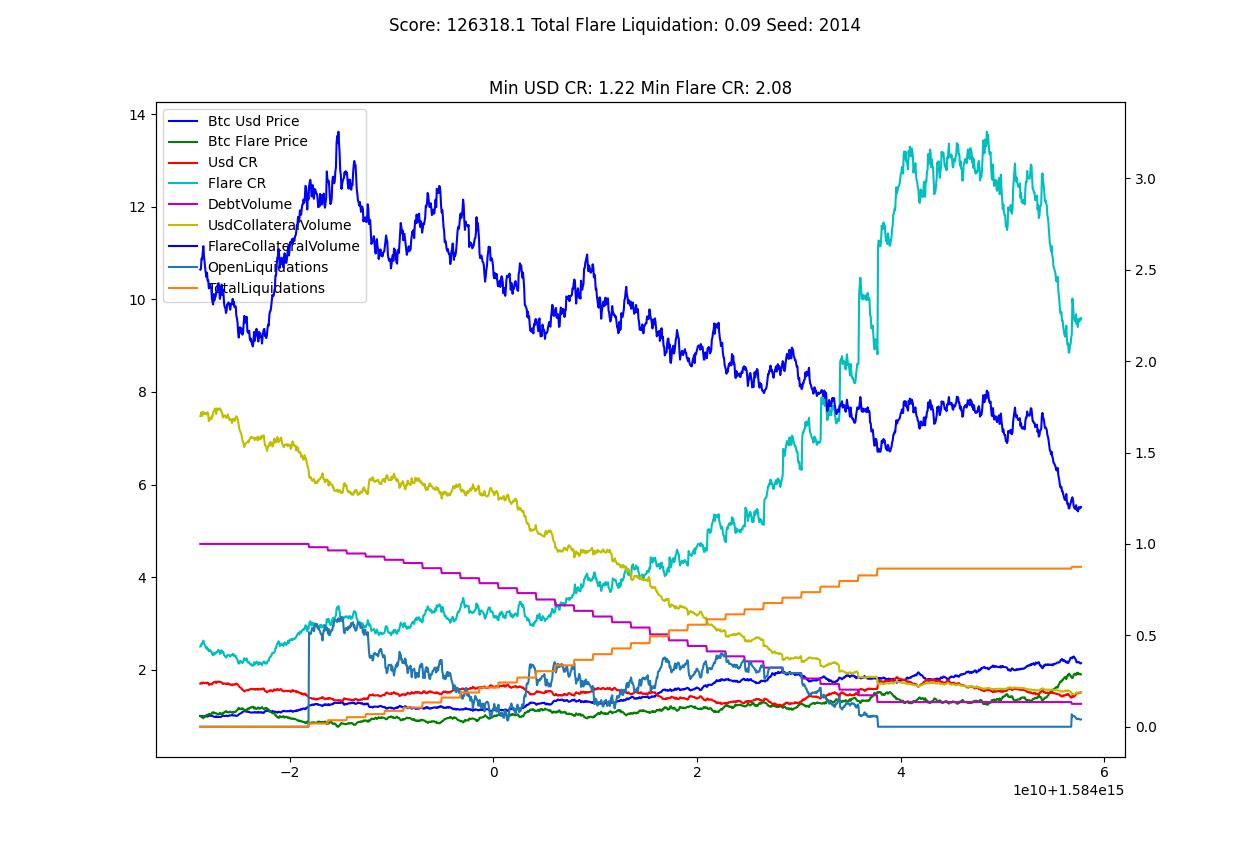 Score: 126318.1 Total Flare Liquidation: 0.09 Seed: 2014
Min USD CR: 1.22 Min Flare CR: 2.08
Btc Usd Price
Btc Flare Price
Usd CR
Flare CR
DebtVolume
UsdCollateralVolume
FlareCollateralVolume
OpenLiquidations
TotalLiquidations
14
12
10
8
6
4
2
3.0
2.5
2.0
1.5
1.0
0.5
0.0
−2
0
2
4
6
1e10+1.584e15